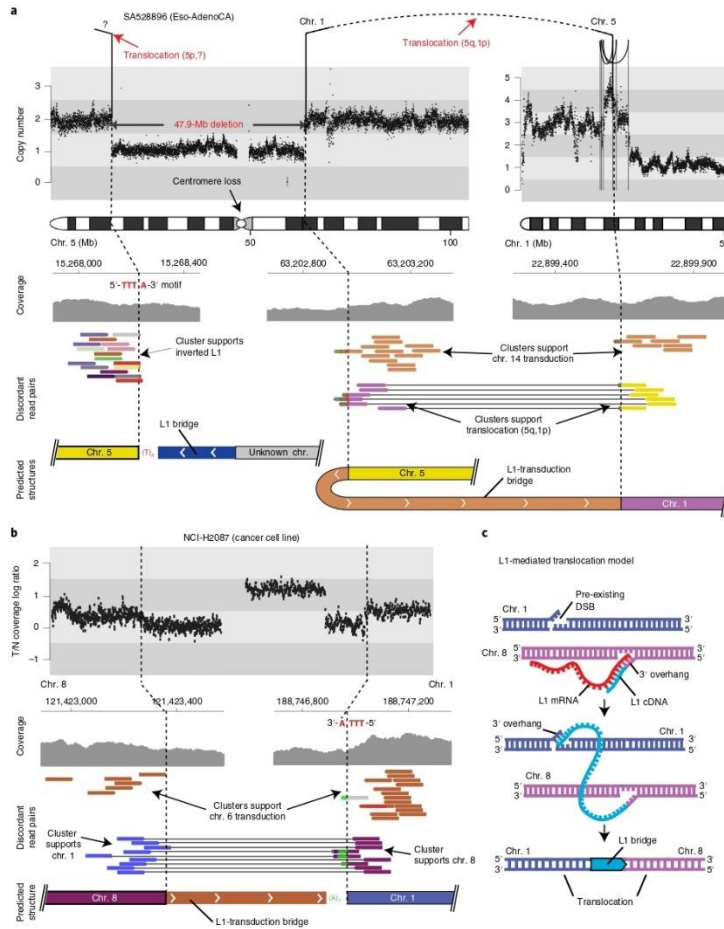 a
SA528896 (Eso-AdenoCA)
?
Chr. 1
Chr. 5
Translocation (5p,?)
Translocation (5q,1p)
Copy number
3
2
1
0
47.9-Mb deletion
Centromere loss
5
4
3
2
1
0
Chr. 5 (Mb)
50
100
Chr. 1 (Mb)
15,268,000
15,268,400
63,202,800
63,203,200
22,899,400
22,899,900
Coverage
5′-TTT A-3′ motif
Discordant read pairs
Cluster supports inverted L1
Clusters support chr. 14 transduction
Clusters support translocation (5q,1p)
Predicted structures
L1 bridge
Chr. 5
(T)n
Unknown chr.
Chr. 5
L1-transduction bridge
Chr. 1
b
NCI-H2087 (cancer cell line)
T/N coverage log ratio
2
1
0
−1
Chr. 8
Chr. 1
121,423,000
121,423,400
188,746,800
188,747,200
3′-A TTT-5′
Coverage
Discordant read pairs
Clusters support chr. 6 transduction
Cluster supports chr. 1
Cluster supports chr. 8
Predicted structure
Chr. 8
(A)n
Chr. 1
L1-transduction bridge
c
L1-mediated translocation model
Chr. 1
Pre-existing DSB
5′
3′
3′
5′
Chr. 8
5′
3′
3′
5′
3′ overhang
L1 mRNA
L1 cDNA
3′ overhang
Chr. 1
5′
3′
3′
5′
Chr. 8
5′
3′
3′
5′
L1 bridge
Chr. 1
Chr. 8
5′
3′
3′
5′
Translocation